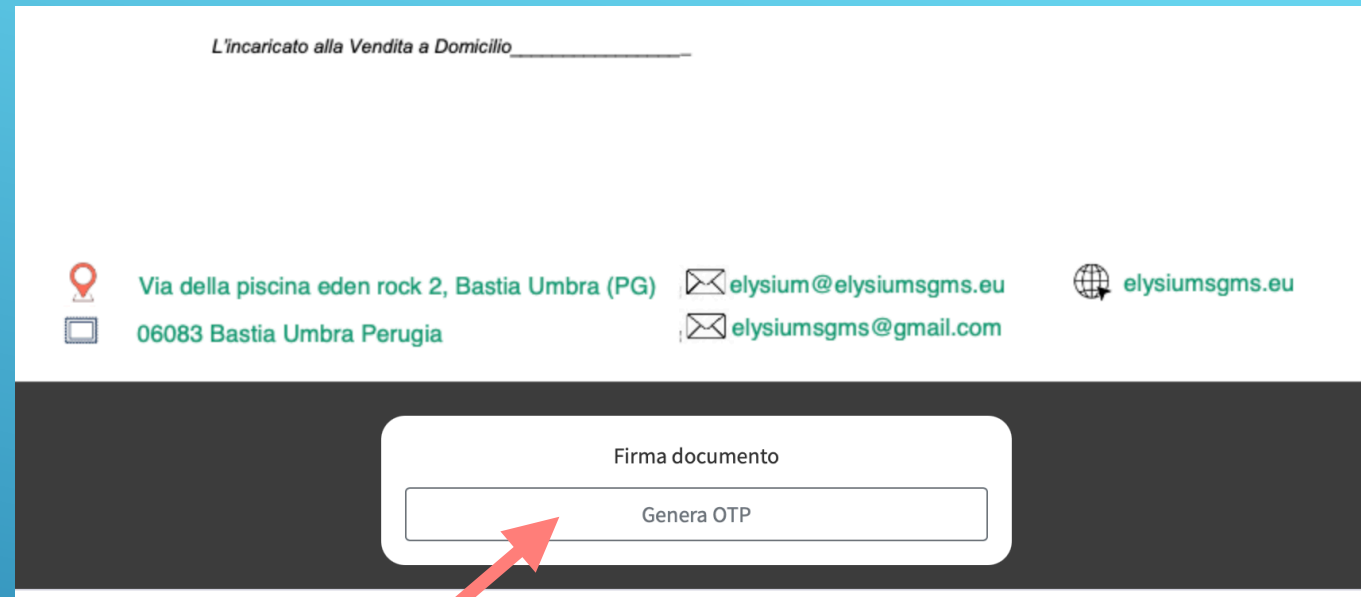 L'incaricato alla Vendita a Domicilio__________________
Via della piscina eden rock 2, Bastia Umbra (PG) elysium@elysiumsgms.eu elysiumsgms.eu
06083 Bastia Umbra Perugia elysiumsgms@gmail.com
Firma documento
Genera OTP